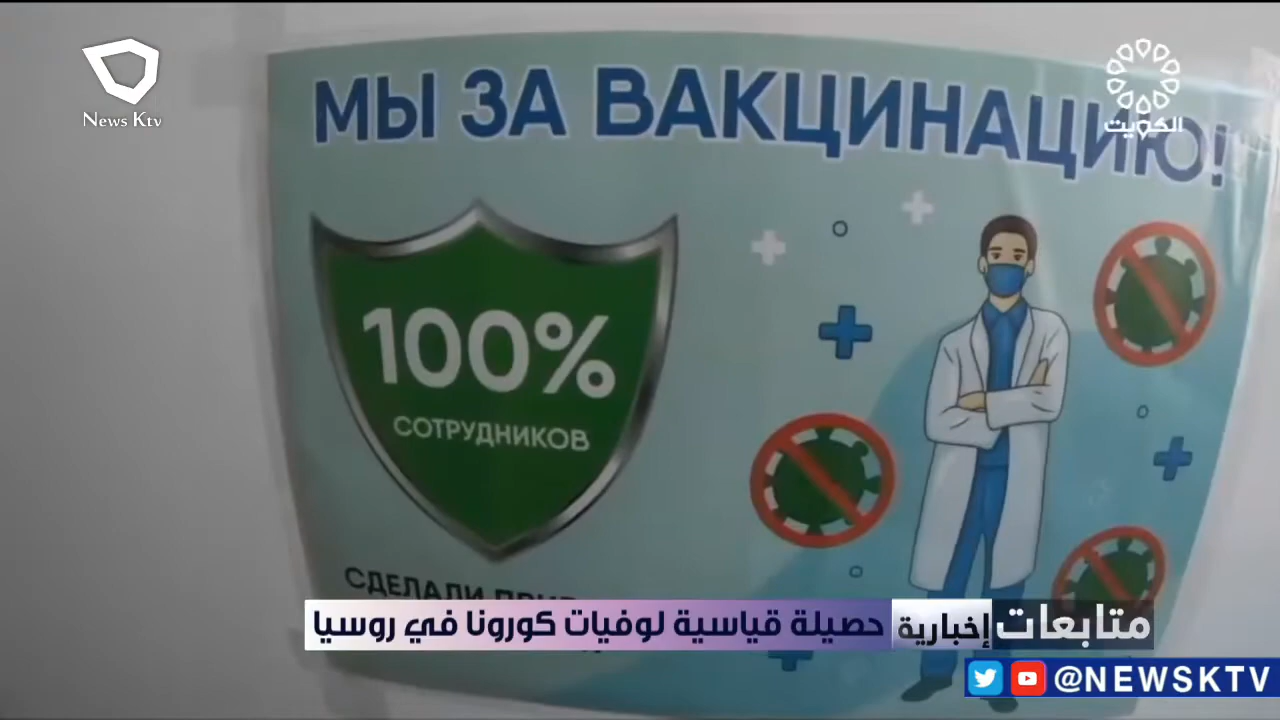 News Ktv
الكويت
МЫ ЗА ВАКЦИНАЦИЮ!
100%
СОТРУДНИКОВ
СДЕЛАЛИ
متابعات إخبارية
حصيلة قياسية لوفيات كورونا في روسيا
@NEWSKTV